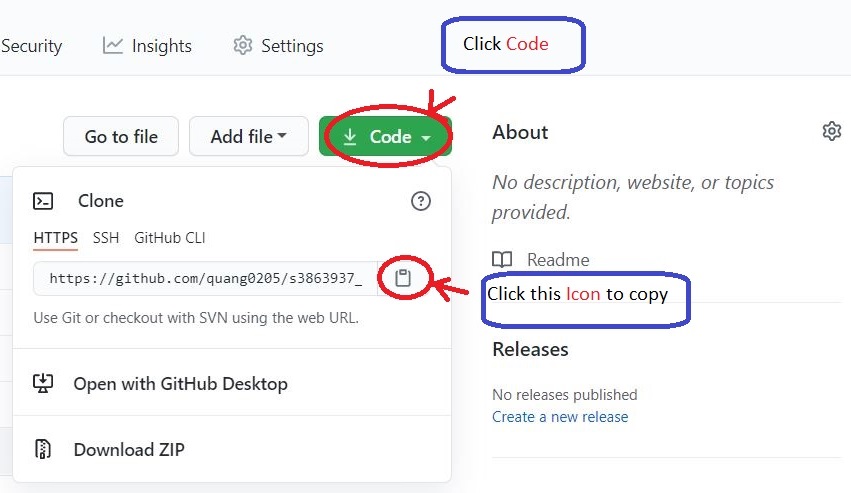 Security Insights Settings
Click Code
Go to file Add file Code
Clone
HTTPS SSH GitHub CLI
https://github.com/quang0205/s3863937_
Use Git or checkout with SVN using the web URL.
Open with GitHub Desktop
Download ZIP
About
No description, website, or topics
provided.
Readme
Click this Icon to copy
Releases
No releases published
Create a new release